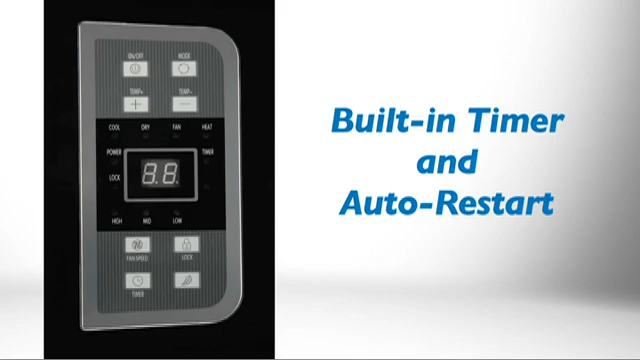 ON/OFF MODE
TEMP+ TEMP-
COOL DRY FAN HEAT
POWER TIMER
LOCK
8.8.
HIGH MID LOW
FAN SPEED LOCK
TIMER
Built-in Timer
and
Auto-Restart